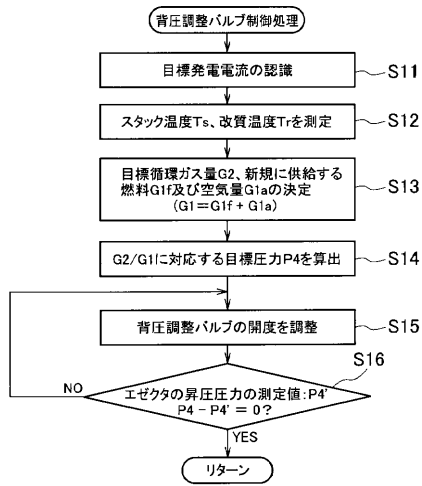 背圧調整バルブ制御処理
目標発電電流の認識
S11
スタック温度Ts、改質温度Trを測定
S12
目標循環ガス量G2、新規に供給する
燃料G1f及び空気量G1aの決定
(G1=G1f + G1a)
S13
G2/G1に対応する目標圧力P4を算出
S14
背圧調整バルブの開度を調整
S15
S16
エゼクタの昇圧圧力の測定値:P4'
P4 - P4' = 0?
NO
YES
リターン